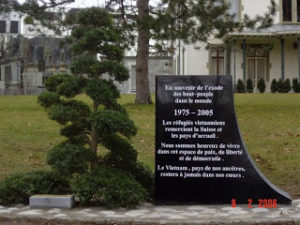 En souvenir de l'exode
des boat-people
dans le monde
1975 – 2005
Les réfugiés vietnamiens
remercient la Suisse et
les pays d'accueil.
Nous sommes heureux de vivre
dans cet espace de paix, de liberté
et de démocratie.
Le Vietnam, pays de nos ancêtres,
restera à jamais dans nos cœurs.
8 2 2006